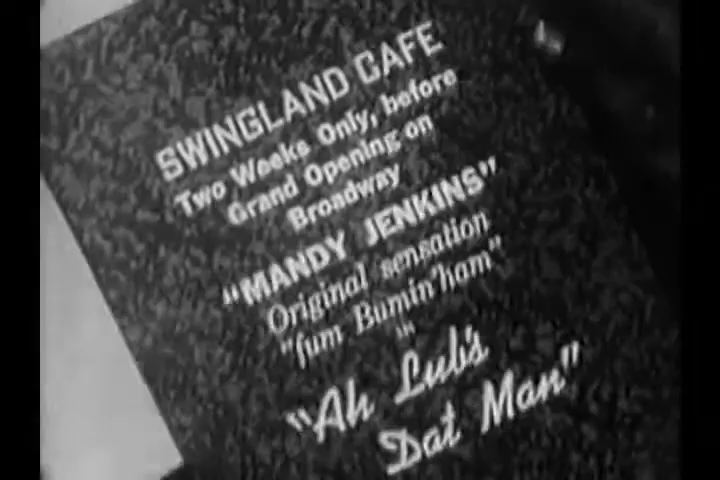 SWINGLAND CAFE
Two Weeks Only, before
Grand Opening on
Broadway
"MANDY JENKINS"
Original sensation
"fum Bumin'ham"
in
"Ah Lub's
Dat Man"